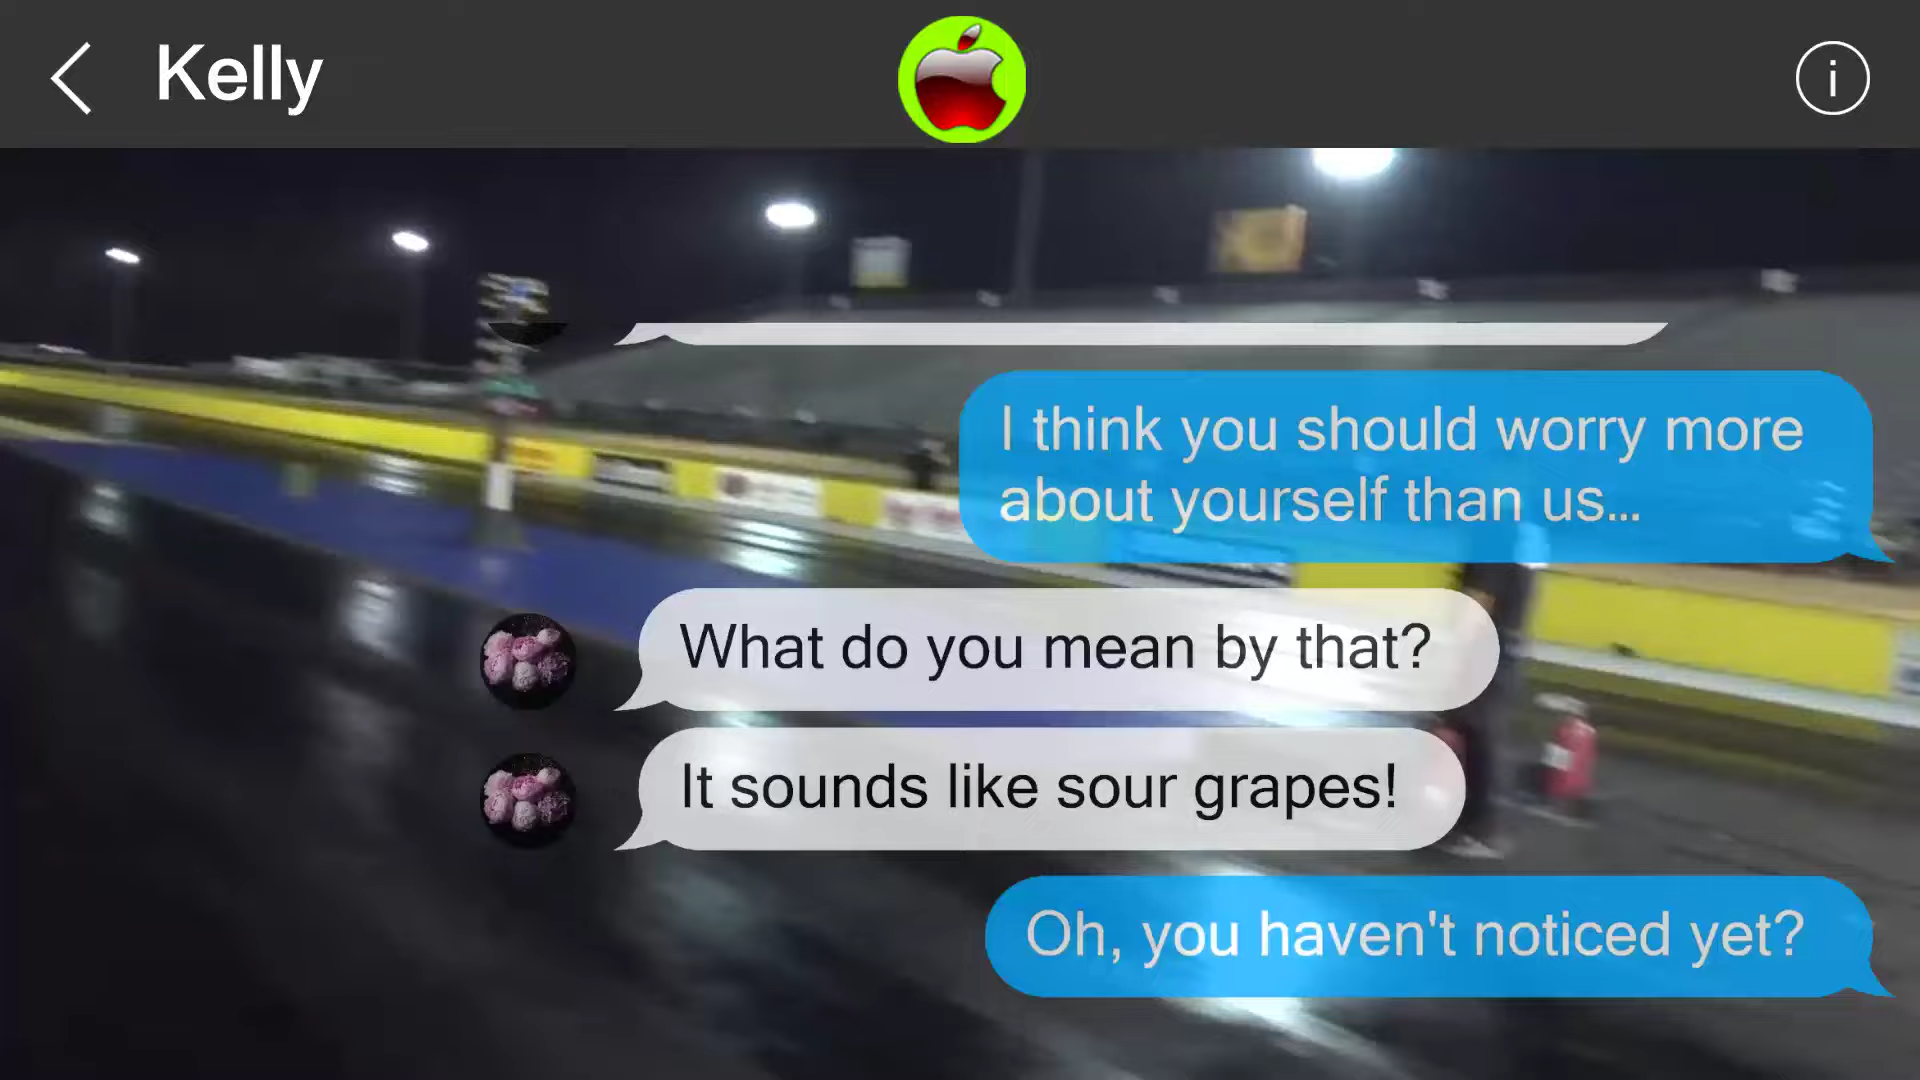 Kelly
i
I think you should worry more
about yourself than us...
What do you mean by that?
It sounds like sour grapes!
Oh, you haven't noticed yet?